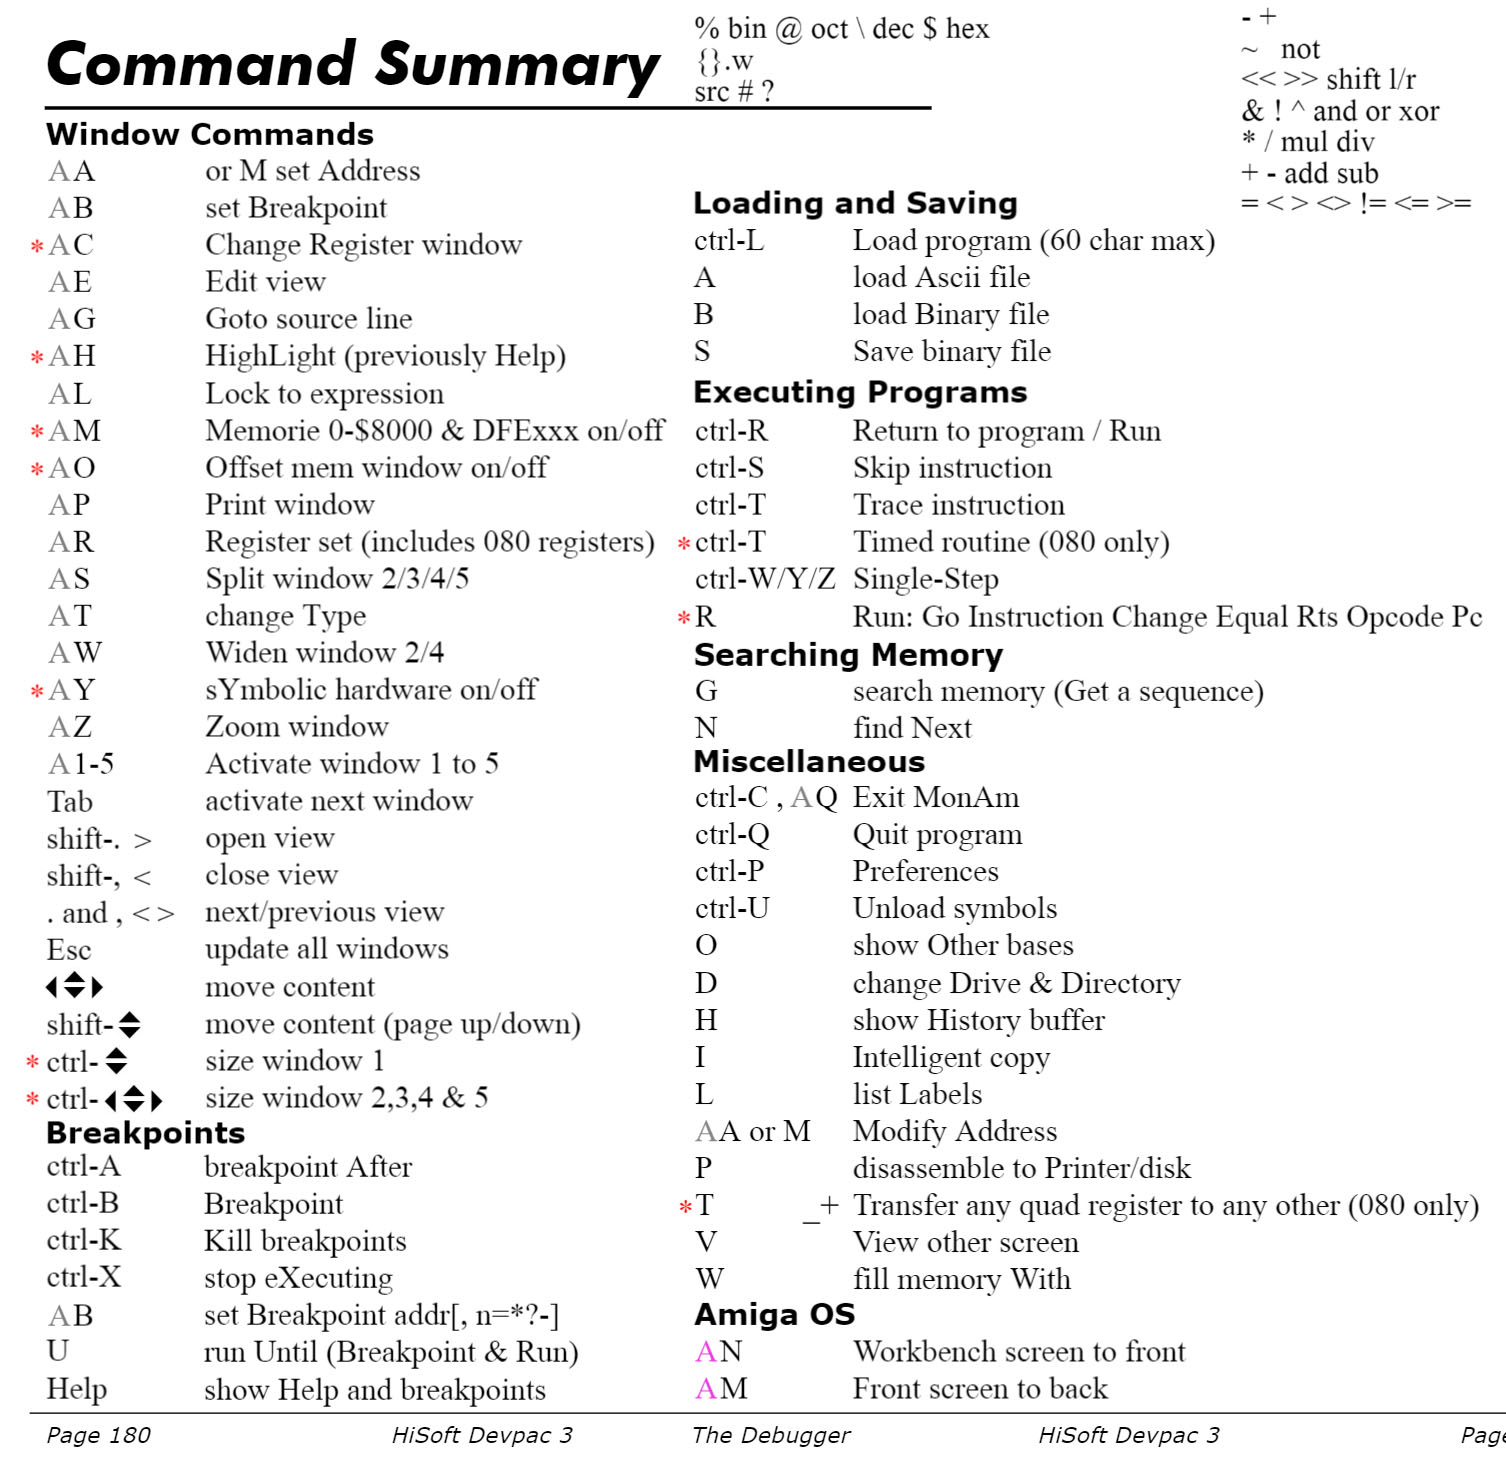 Command Summary
% bin @ oct \ dec $ hex
{}.w
src # ?
- +
~ not
<< >> shift l/r
& ! ^ and or xor
* / mul div
+ - add sub
= < > <> != <= >=
Window Commands
AA or M set Address
AB set Breakpoint
*AC Change Register window
AE Edit view
AG Goto source line
*AH HighLight (previously Help)
AL Lock to expression
*AM Memorie 0-$8000 & DFExxx on/off
*AO Offset mem window on/off
AP Print window
AR Register set (includes 080 registers)
AS Split window 2/3/4/5
AT change Type
AW Widen window 2/4
*AY sYmbolic hardware on/off
AZ Zoom window
A1-5 Activate window 1 to 5
Tab activate next window
shift-. > open view
shift-, < close view
. and , < > next/previous view
Esc update all windows
move content
shift- move content (page up/down)
* ctrl- size window 1
* ctrl- size window 2,3,4 & 5
Breakpoints
ctrl-A breakpoint After
ctrl-B Breakpoint
ctrl-K Kill breakpoints
ctrl-X stop eXecuting
AB set Breakpoint addr[, n=*?-]
U run Until (Breakpoint & Run)
Help show Help and breakpoints
Loading and Saving
ctrl-L Load program (60 char max)
A load Ascii file
B load Binary file
S Save binary file
Executing Programs
ctrl-R Return to program / Run
ctrl-S Skip instruction
ctrl-T Trace instruction
*ctrl-T Timed routine (080 only)
ctrl-W/Y/Z Single-Step
*R Run: Go Instruction Change Equal Rts Opcode Pc
Searching Memory
G search memory (Get a sequence)
N find Next
Miscellaneous
ctrl-C , AQ Exit MonAm
ctrl-Q Quit program
ctrl-P Preferences
ctrl-U Unload symbols
O show Other bases
D change Drive & Directory
H show History buffer
I Intelligent copy
L list Labels
AA or M Modify Address
P disassemble to Printer/disk
*T _+ Transfer any quad register to any other (080 only)
V View other screen
W fill memory With
Amiga OS
AN Workbench screen to front
AM Front screen to back
Page 180 HiSoft Devpac 3 The Debugger HiSoft Devpac 3 Page